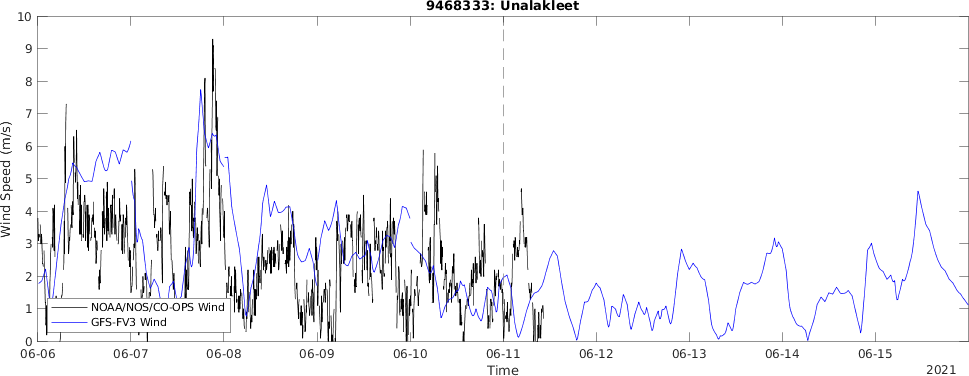 9468333: Unalakleet
Wind Speed (m/s)
10
9
8
7
6
5
4
3
2
1
0
NOAA/NOS/CO-OPS Wind
GFS-FV3 Wind
06-06 06-07 06-08 06-09 06-10 06-11 06-12 06-13 06-14 06-15
Time
2021